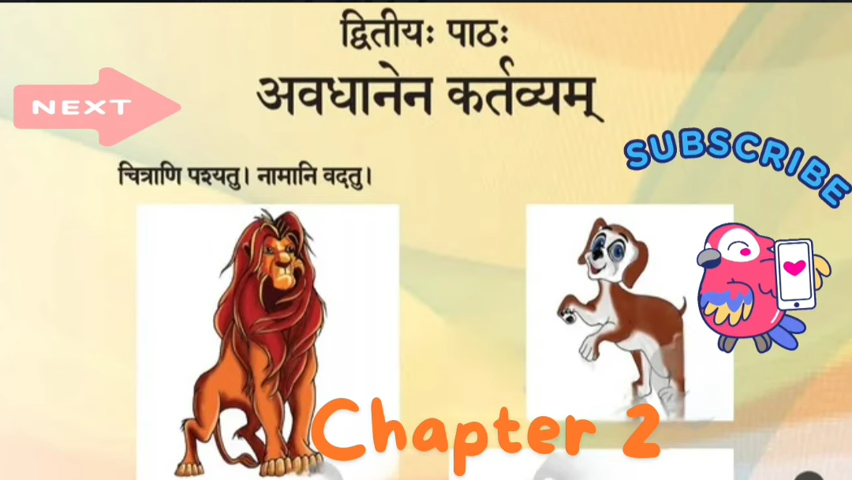 द्वितीयः पाठः
NEXT
अवधानेन कर्तव्यम्
SUBSCRIBE
चित्राणि पश्यतु। नामानि वदतु।
Chapter 2